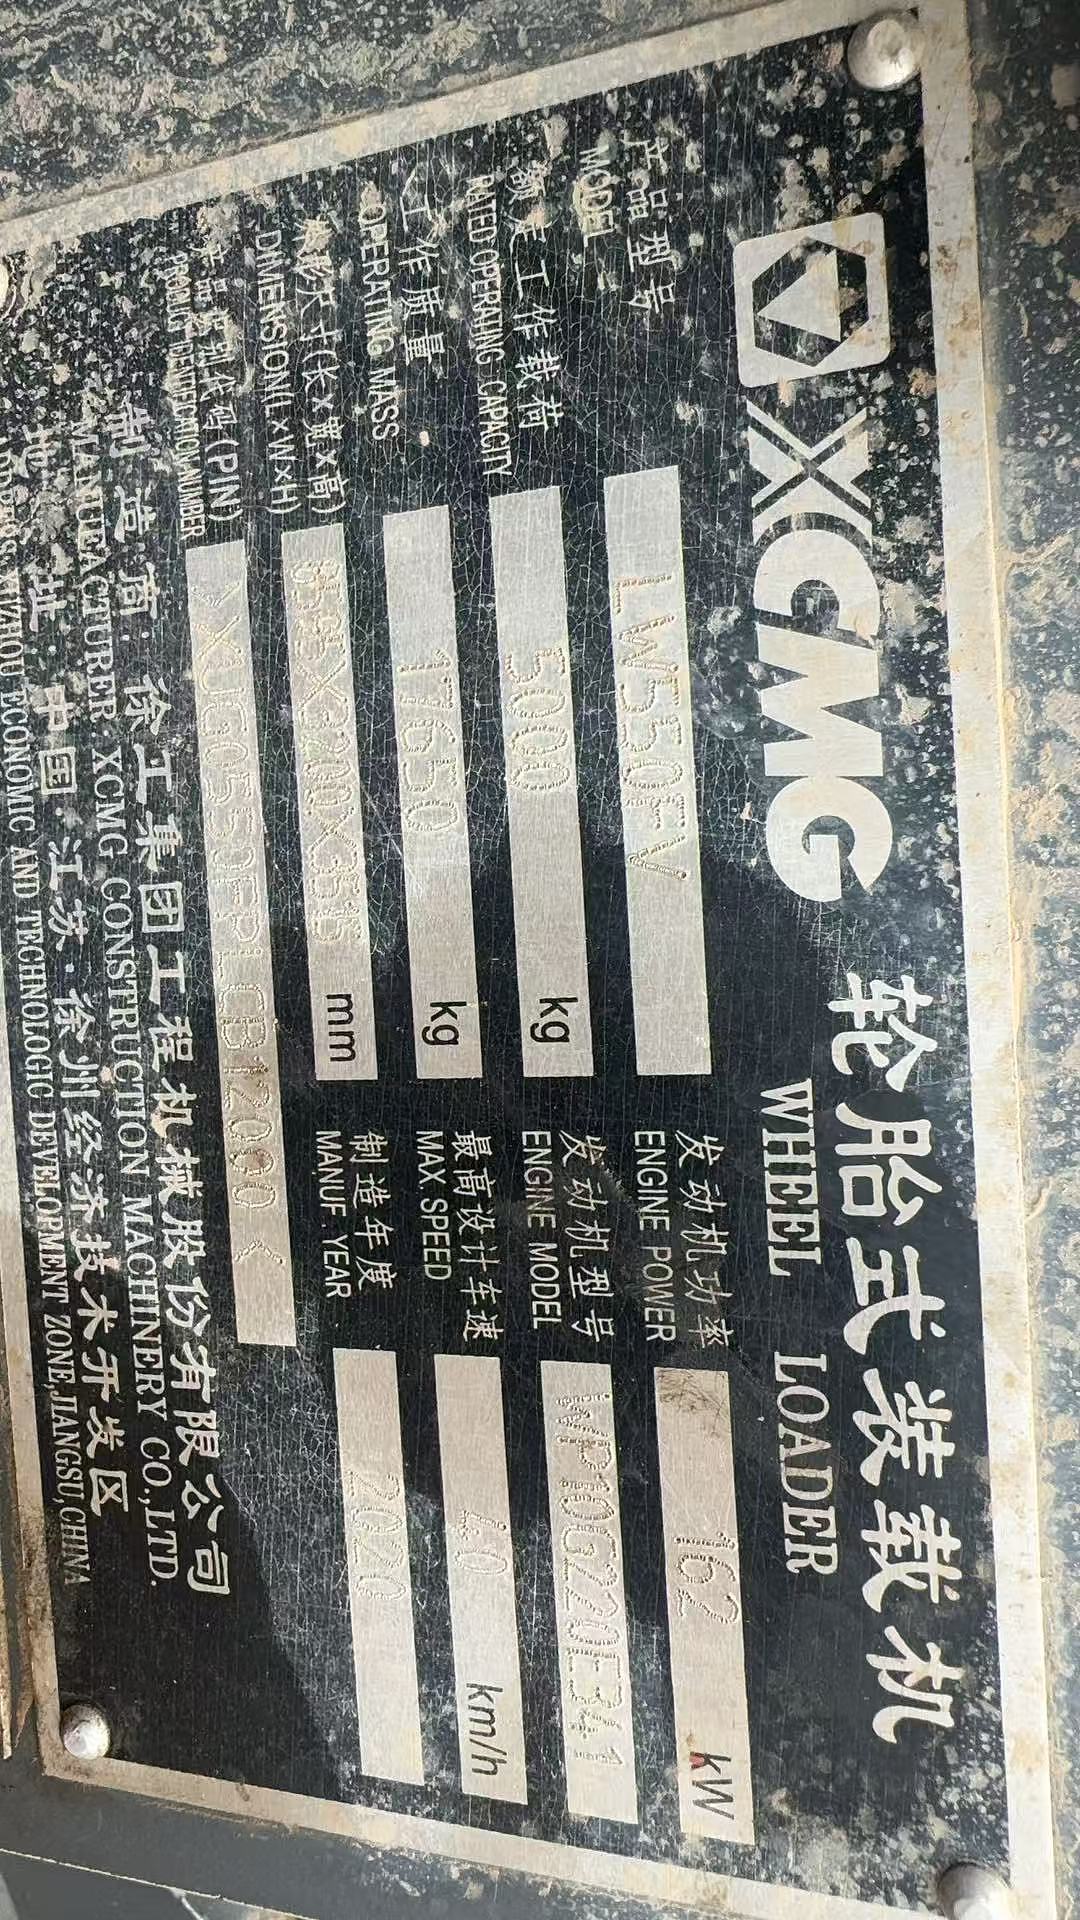 XCMG 轮胎式装载机
WHEEL LOADER
产品型号
MODEL
LW550FV
发动机功率
ENGINE POWER
162 kW
额定工作载荷
RATED OPERAHING CAPACITY
5000 kg
发动机型号
ENGINE MODEL
WP10G220E341
工作质量
OPERATING MASS
17650 kg
最高设计车速
MAX.SPEED
40 km/h
外形尺寸(长×宽×高)
DIMENSION(L×W×H)
mm
制造年度
MANUF.YEAR
2020
产品识别代码(PIN)
PRODUC IDENTIFICATION NUMBER
制造商:徐工集团工程机械股份有限公司
MANUFACTURER:XCMG CONSTRUCTION MACHINERY CO.,LTD.
地址:中国·江苏·徐州经济技术开发区
XUZHOU ECONOMIC AND TECHNOLOGIC DEVELOPMENT ZONE,JIANGSU,CHINA